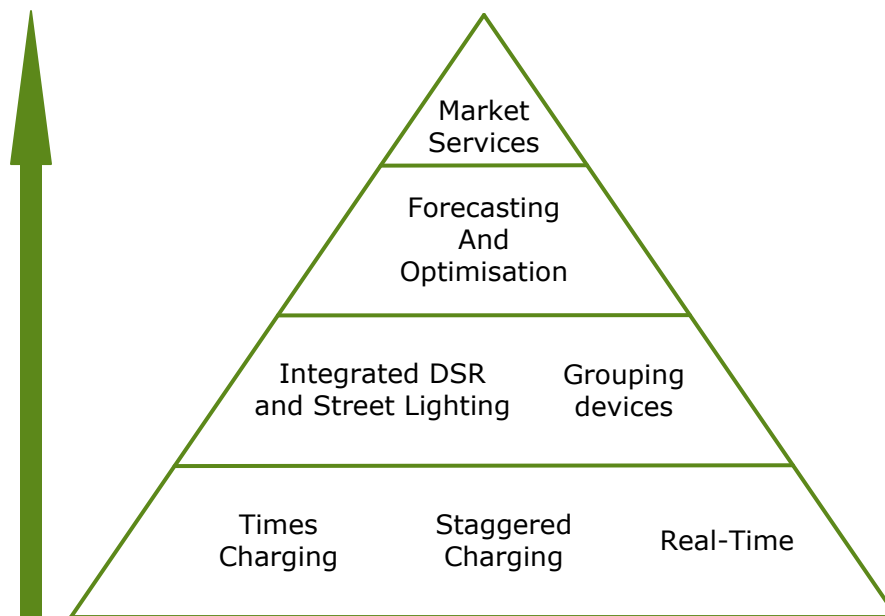 Market
Services
Forecasting
And
Optimisation
Integrated DSR
and Street Lighting
Grouping
devices
Times
Charging
Staggered
Charging
Real-Time